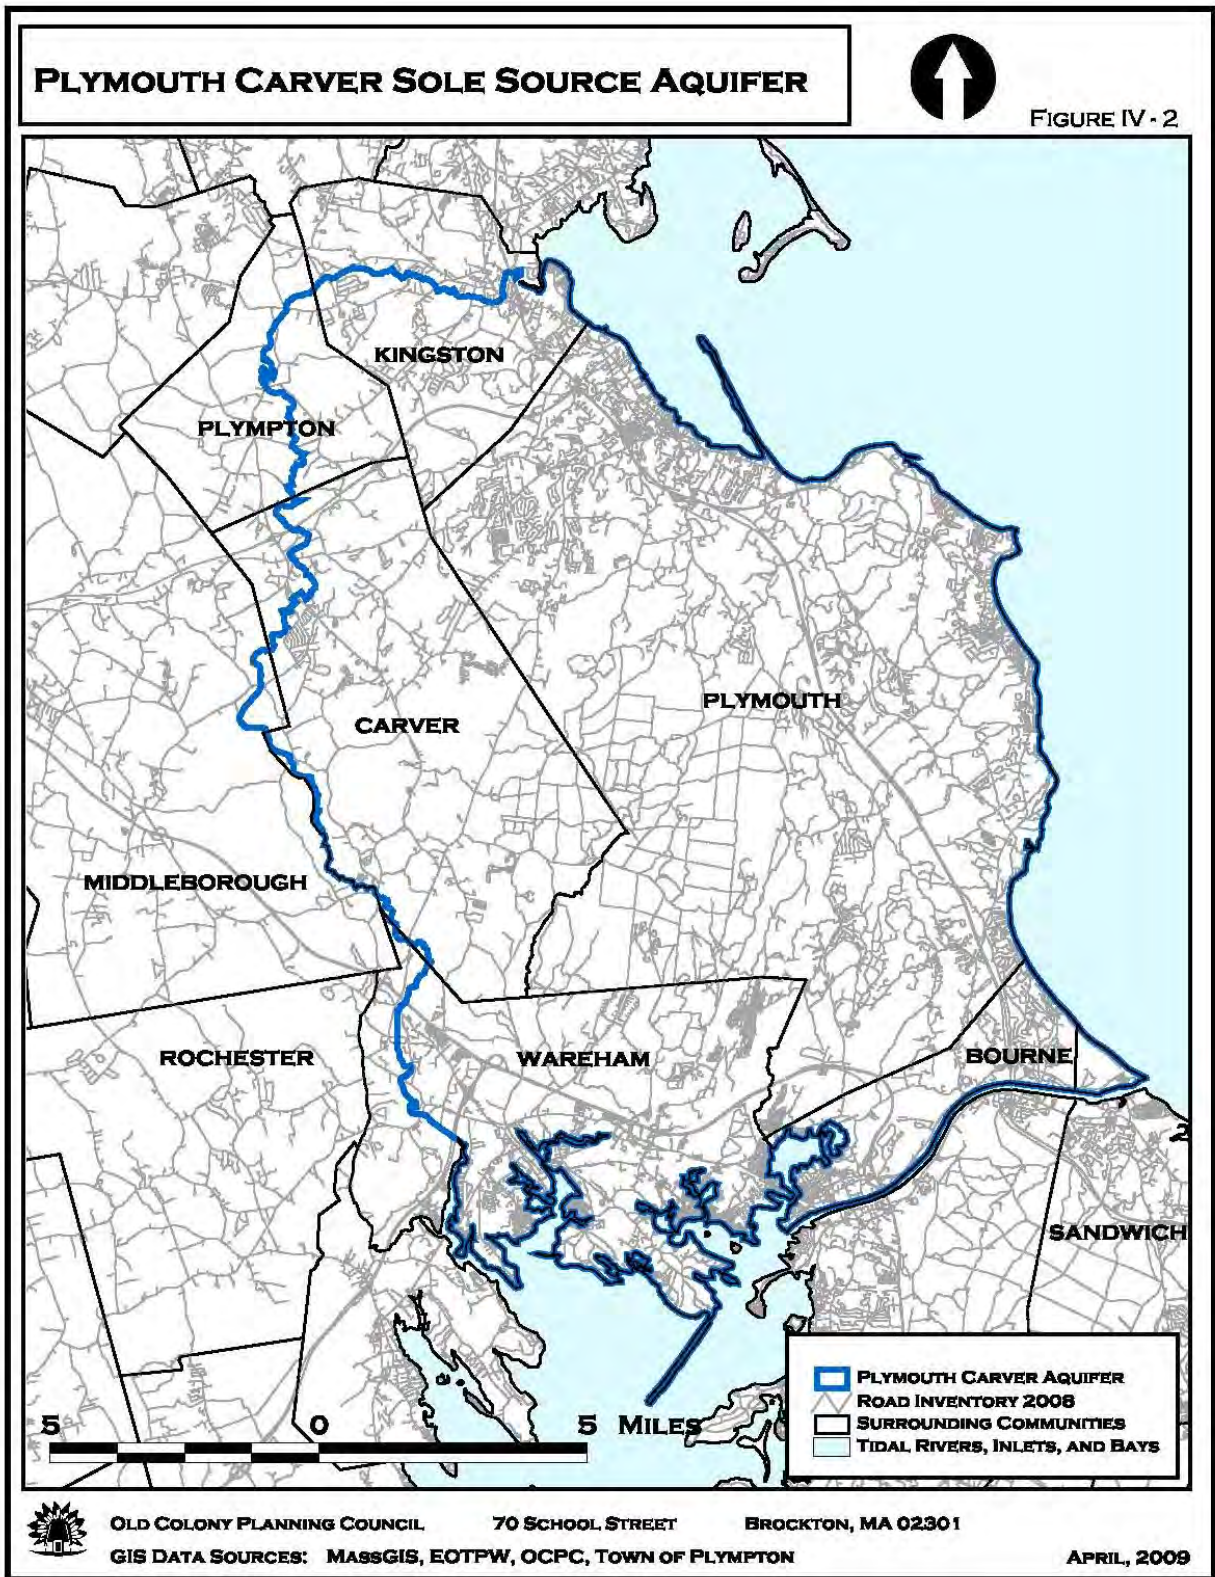 PLYMOUTH CARVER SOLE SOURCE AQUIFER
FIGURE IV - 2
KINGSTON
PLYMPTON
PLYMOUTH
CARVER
MIDDLEBOROUGH
ROCHESTER
WAREHAM
BOURNE
SANDWICH
PLYMOUTH CARVER AQUIFER
ROAD INVENTORY 2008
SURROUNDING COMMUNITIES
TIDAL RIVERS, INLETS, AND BAYS
5 0 5 MILES
OLD COLONY PLANNING COUNCIL 70 SCHOOL STREET BROCKTON, MA 02301
GIS DATA SOURCES: MASSGIS, EOTPW, OCPC, TOWN OF PLYMPTON APRIL, 2009